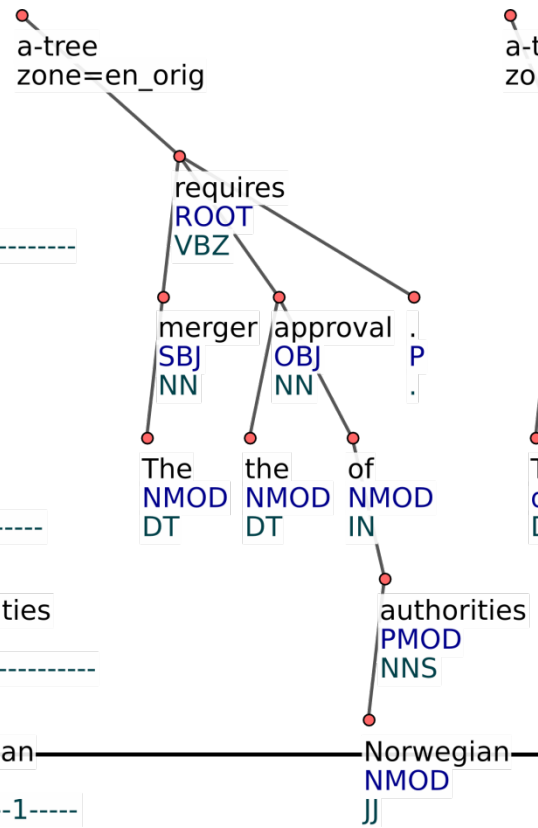 a-tree
zone=en_orig
a-t
zo
requires
ROOT
VBZ
---------
merger approval .
SBJ OBJ P
NN NN .
The the of
NMOD NMOD NMOD
DT DT IN
-----
ties authorities
PMOD
----------- NNS
an Norwegian
NMOD
--1----- JJ